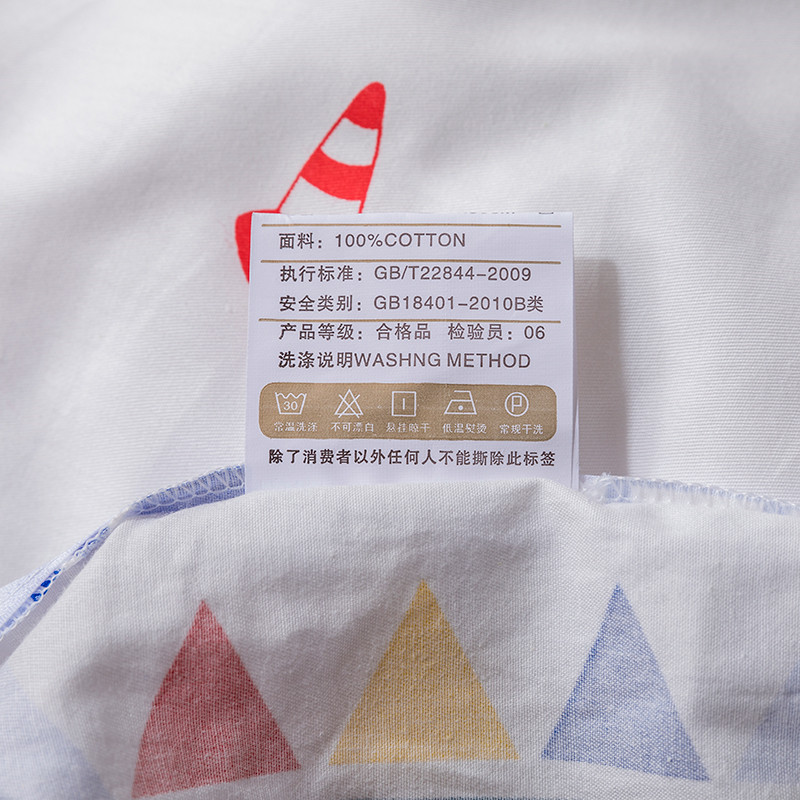 面料：100%COTTON
执行标准：GB/T22844-2009
安全类别：GB18401-2010B类
产品等级：合格品 检验员：06
洗涤说明WASHNG METHOD
30 P
常温洗涤 不可漂白 悬挂晾干 低温熨烫 常规干洗
除了消费者以外任何人不能撕除此标签